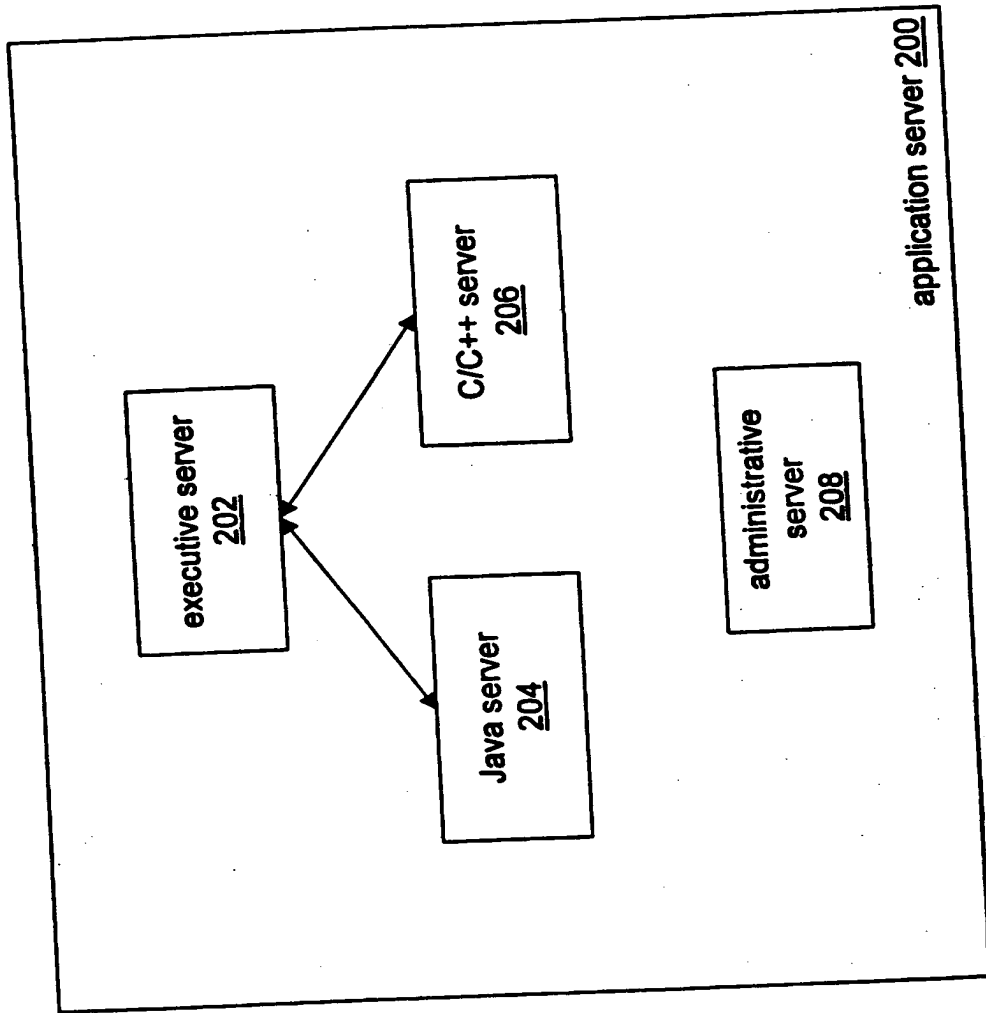 executive server
202
Java server
204
C/C++ server
206
administrative
server
208
application server 200